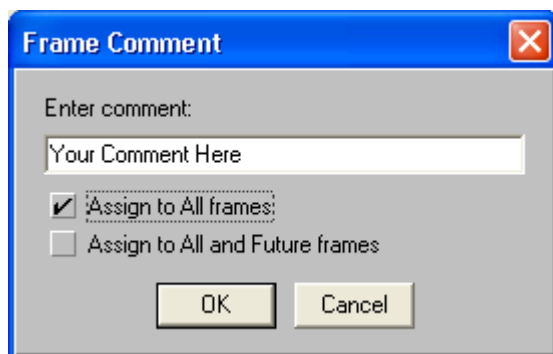 Frame Comment
Enter comment:
Your Comment Here
Assign to All frames
Assign to All and Future frames
OK Cancel